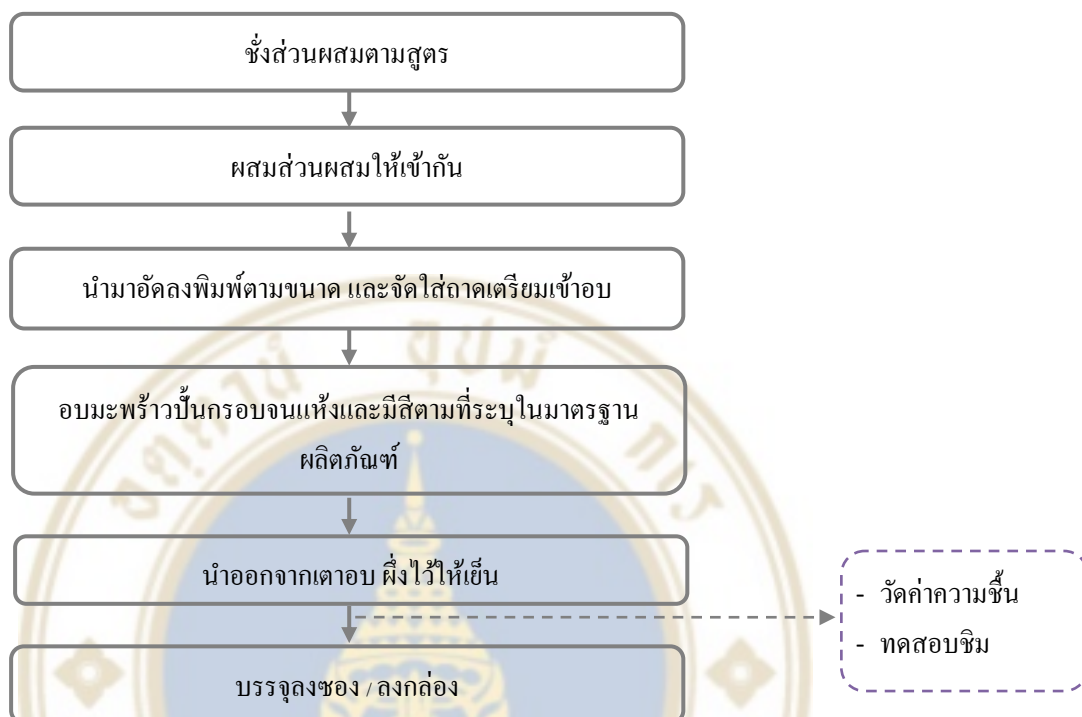 ชั่งส่วนผสมตามสูตร
ผสมส่วนผสมให้เข้ากัน
นำมาอัดลงพิมพ์ตามขนาด และจัดใส่ถาดเตรียมเข้าอบ
อบมะพร้าวปั้นกรอบจนแห้งและมีสีตามที่ระบุในมาตรฐาน
ผลิตภัณฑ์
นำออกจากเตาอบ ผึ่งไว้ให้เย็น
- วัดค่าความชื้น
- ทดสอบชิม
บรรจุลงซอง / ลงกล่อง